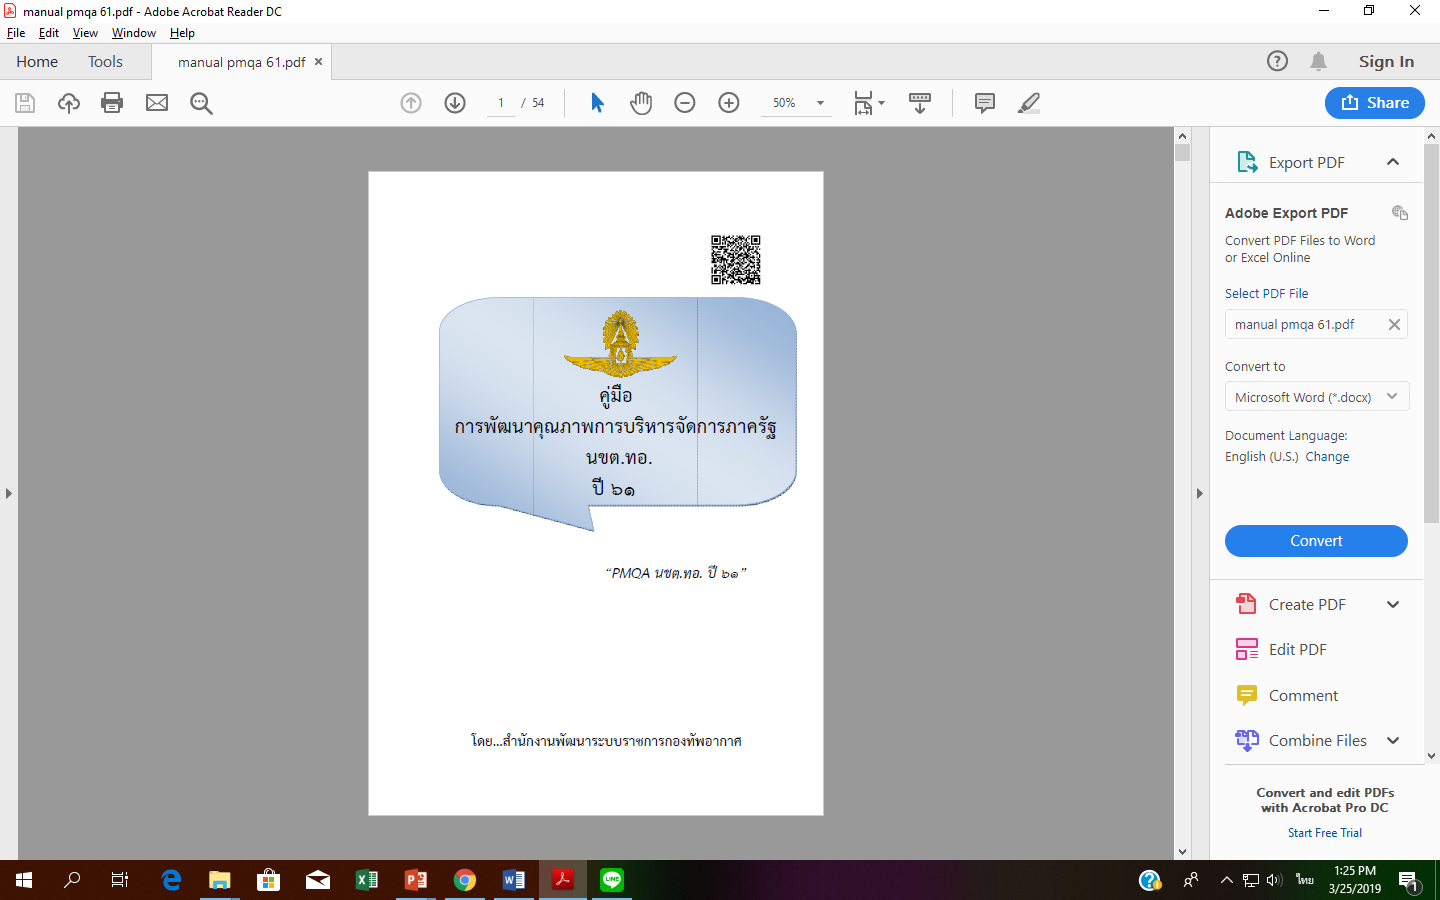 manual pmqa 61.pdf - Adobe Acrobat Reader DC
File Edit View Window Help
Home Tools manual pmqa 61.pdf Sign In
1 / 54 50% Share
คู่มือ
การพัฒนาคุณภาพการบริหารจัดการภาครัฐ
นขต.ทอ.
ปี ๖๑
“PMQA นขต.ทอ. ปี ๖๑”
โดย...สำนักงานพัฒนาระบบราชการกองทัพอากาศ
Export PDF
Adobe Export PDF
Convert PDF Files to Word
or Excel Online
Select PDF File
manual pmqa 61.pdf
Convert to
Microsoft Word (*.docx)
Document Language:
English (U.S.) Change
Convert
Create PDF
Edit PDF
Comment
Combine Files
Convert and edit PDFs
with Acrobat Pro DC
Start Free Trial
LINE
ไทย
1:25 PM
3/25/2019
1